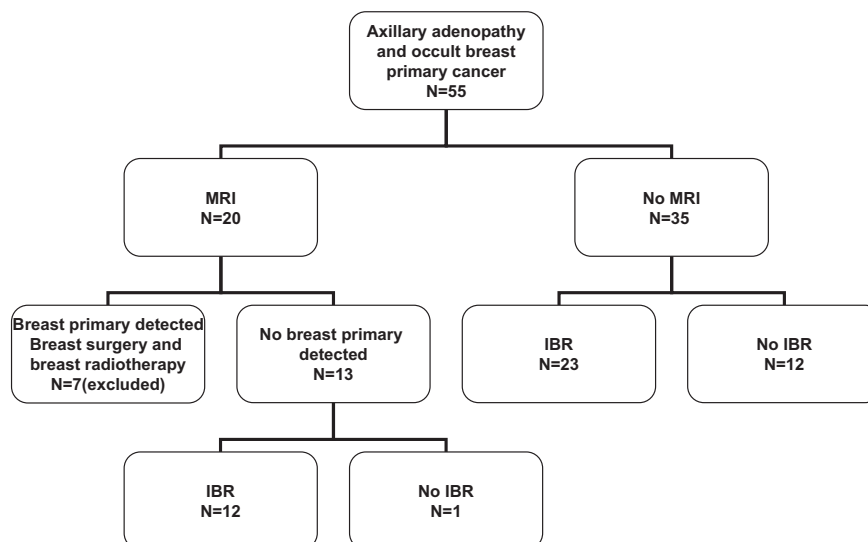 Axillary adenopathy
and occult breast
primary cancer
N=55
MRI
N=20
No MRI
N=35
Breast primary detected
Breast surgery and
breast radiotherapy
N=7(excluded)
No breast primary
detected
N=13
IBR
N=23
No IBR
N=12
IBR
N=12
No IBR
N=1